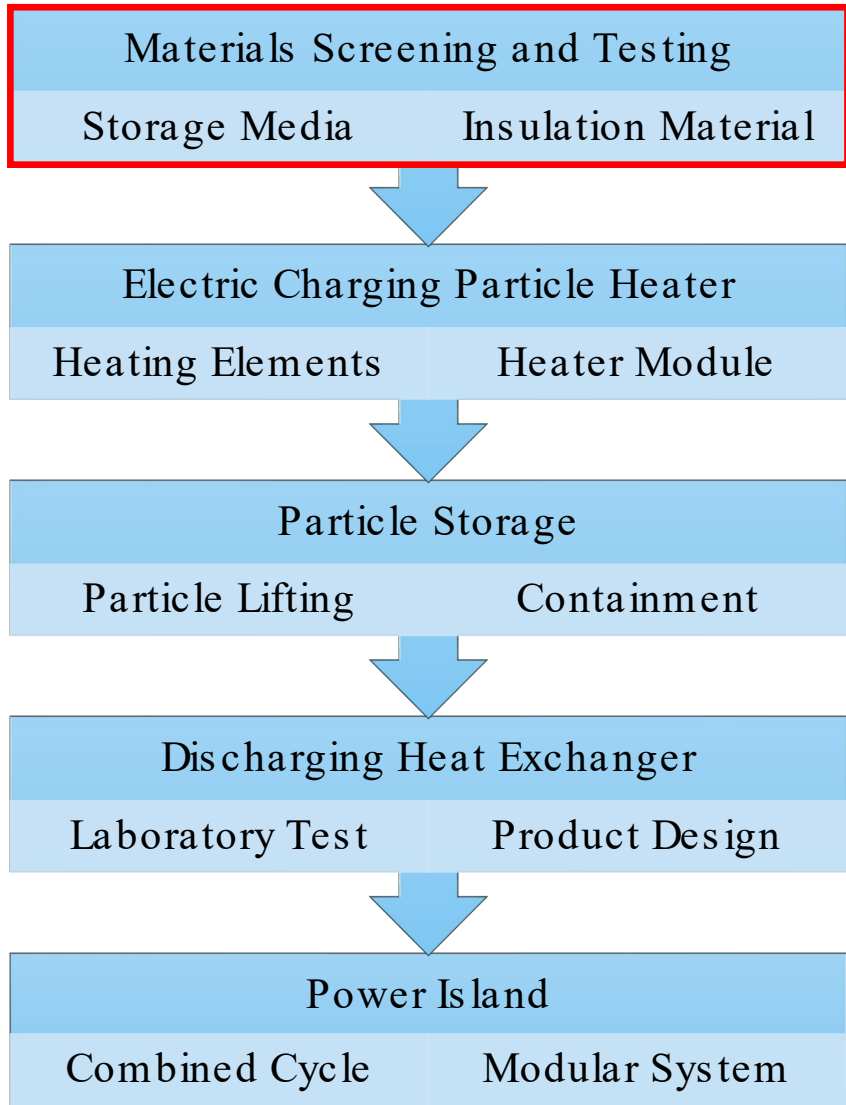 Materials Screening and Testing
Storage Media
Insulation Material
Electric Charging Particle Heater
Heating Elements
Heater Module
Particle Storage
Particle Lifting
Containment
Discharging Heat Exchanger
Laboratory Test
Product Design
Power Island
Combined Cycle
Modular System